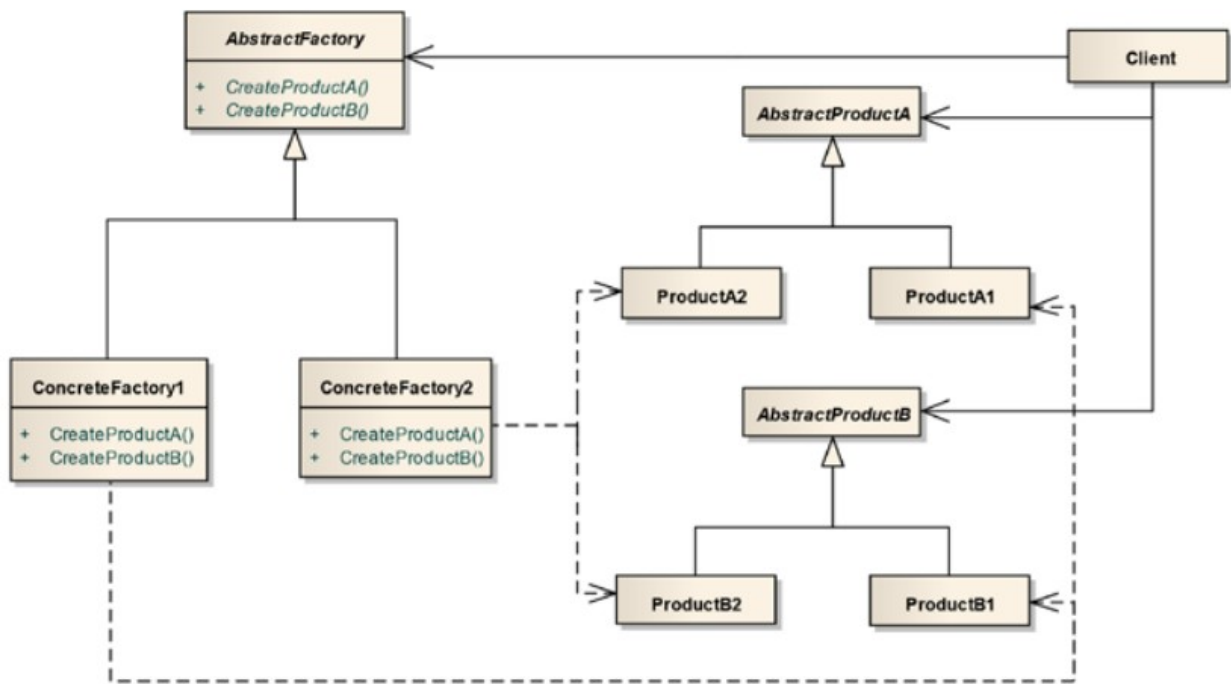 AbstractFactory
+ CreateProductA()
+ CreateProductB()
Client
AbstractProductA
ProductA2
ProductA1
ConcreteFactory1
+ CreateProductA()
+ CreateProductB()
ConcreteFactory2
+ CreateProductA()
+ CreateProductB()
AbstractProductB
ProductB2
ProductB1